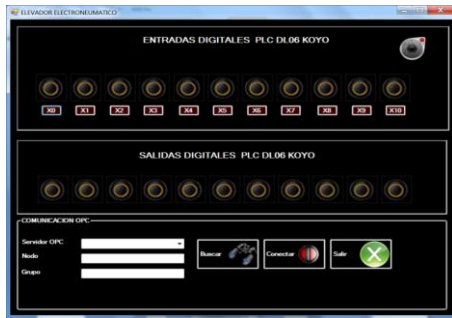 ELEVADOR ELECTRONEUMATICO
ENTRADAS DIGITALES PLC DL06 KOYO
X0 X1 X2 X3 X4 X5 X6 X7 X8 X9 X10
SALIDAS DIGITALES PLC DL06 KOYO
COMUNICACION OPC
Servidor OPC
Nodo
Grupo
Buscar
Conectar
Salir